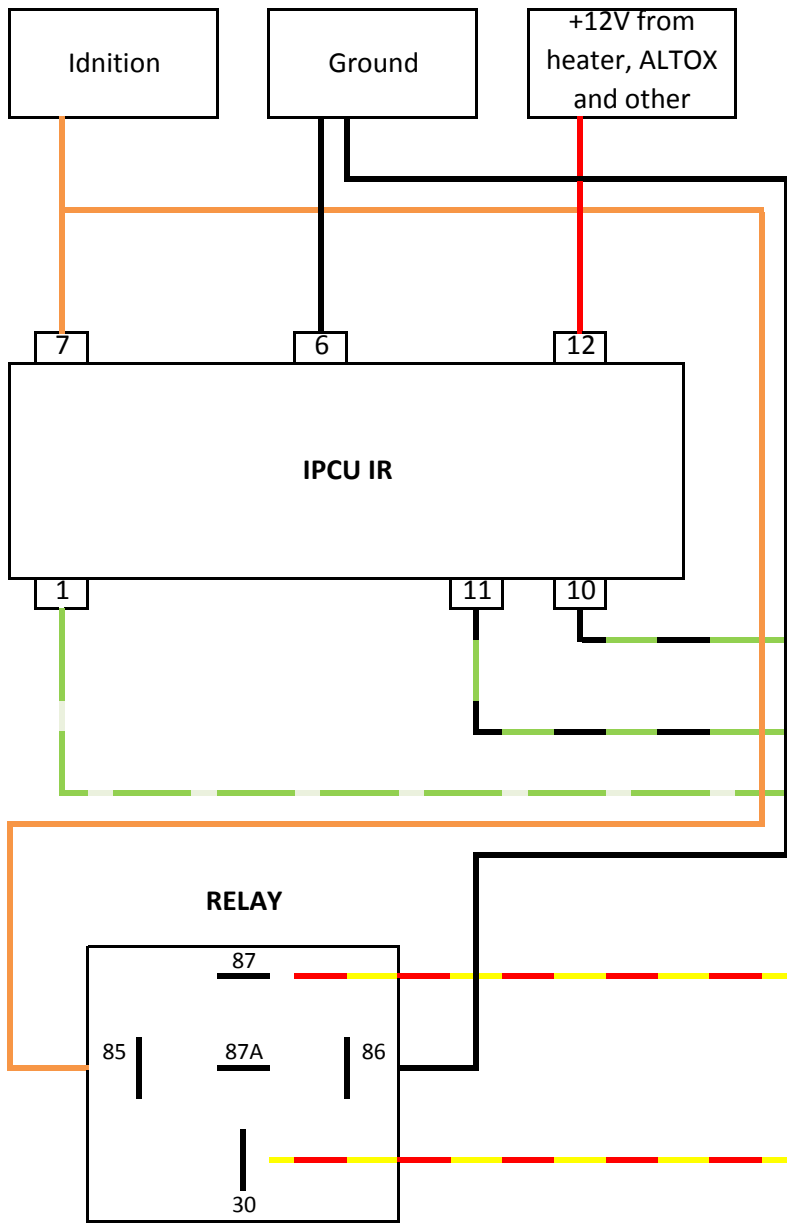 Idnition
Ground
+12V from
heater, ALTOX
and other
7
6
12
IPCU IR
1
11
10
RELAY
87
85
87A
86
30